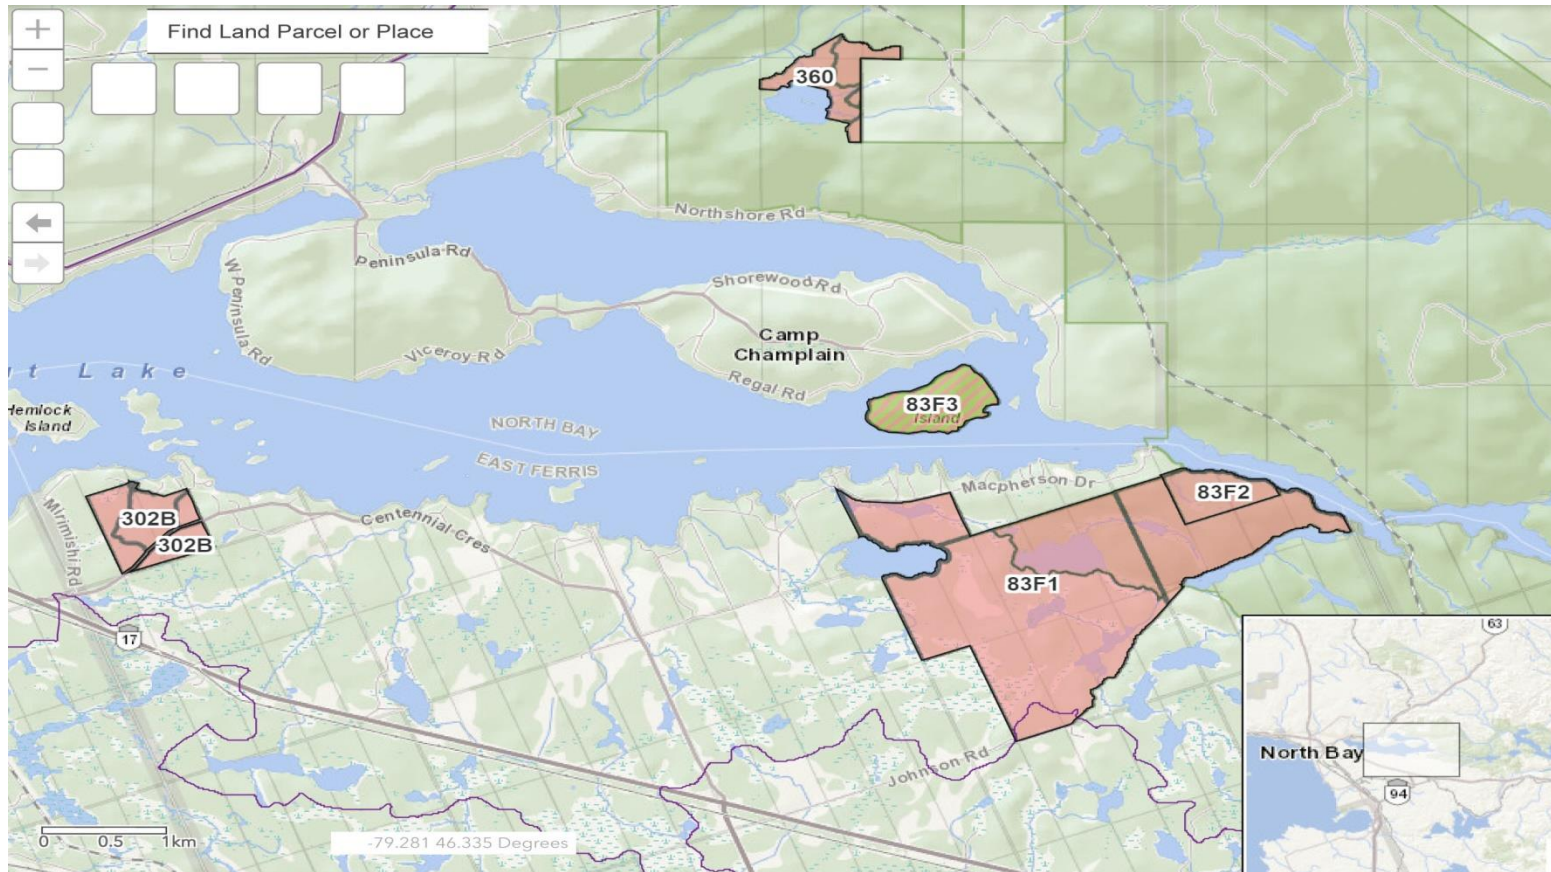 Find Land Parcel or Place
360
Northshore Rd
Peninsula Rd
W Peninsula Rd
Shorewood Rd
Camp
Champlain
Viceroy Rd
Regal Rd
t Lake
Hemlock
Island
83F3
Island
NORTH BAY
EAST FERRIS
Macpherson Dr
83F2
302B
302B
Centennial Cres
Mirimishi Rd
83F1
17
63
North Bay
94
Johnson Rd
0 0.5 1km
-79.281 46.335 Degrees